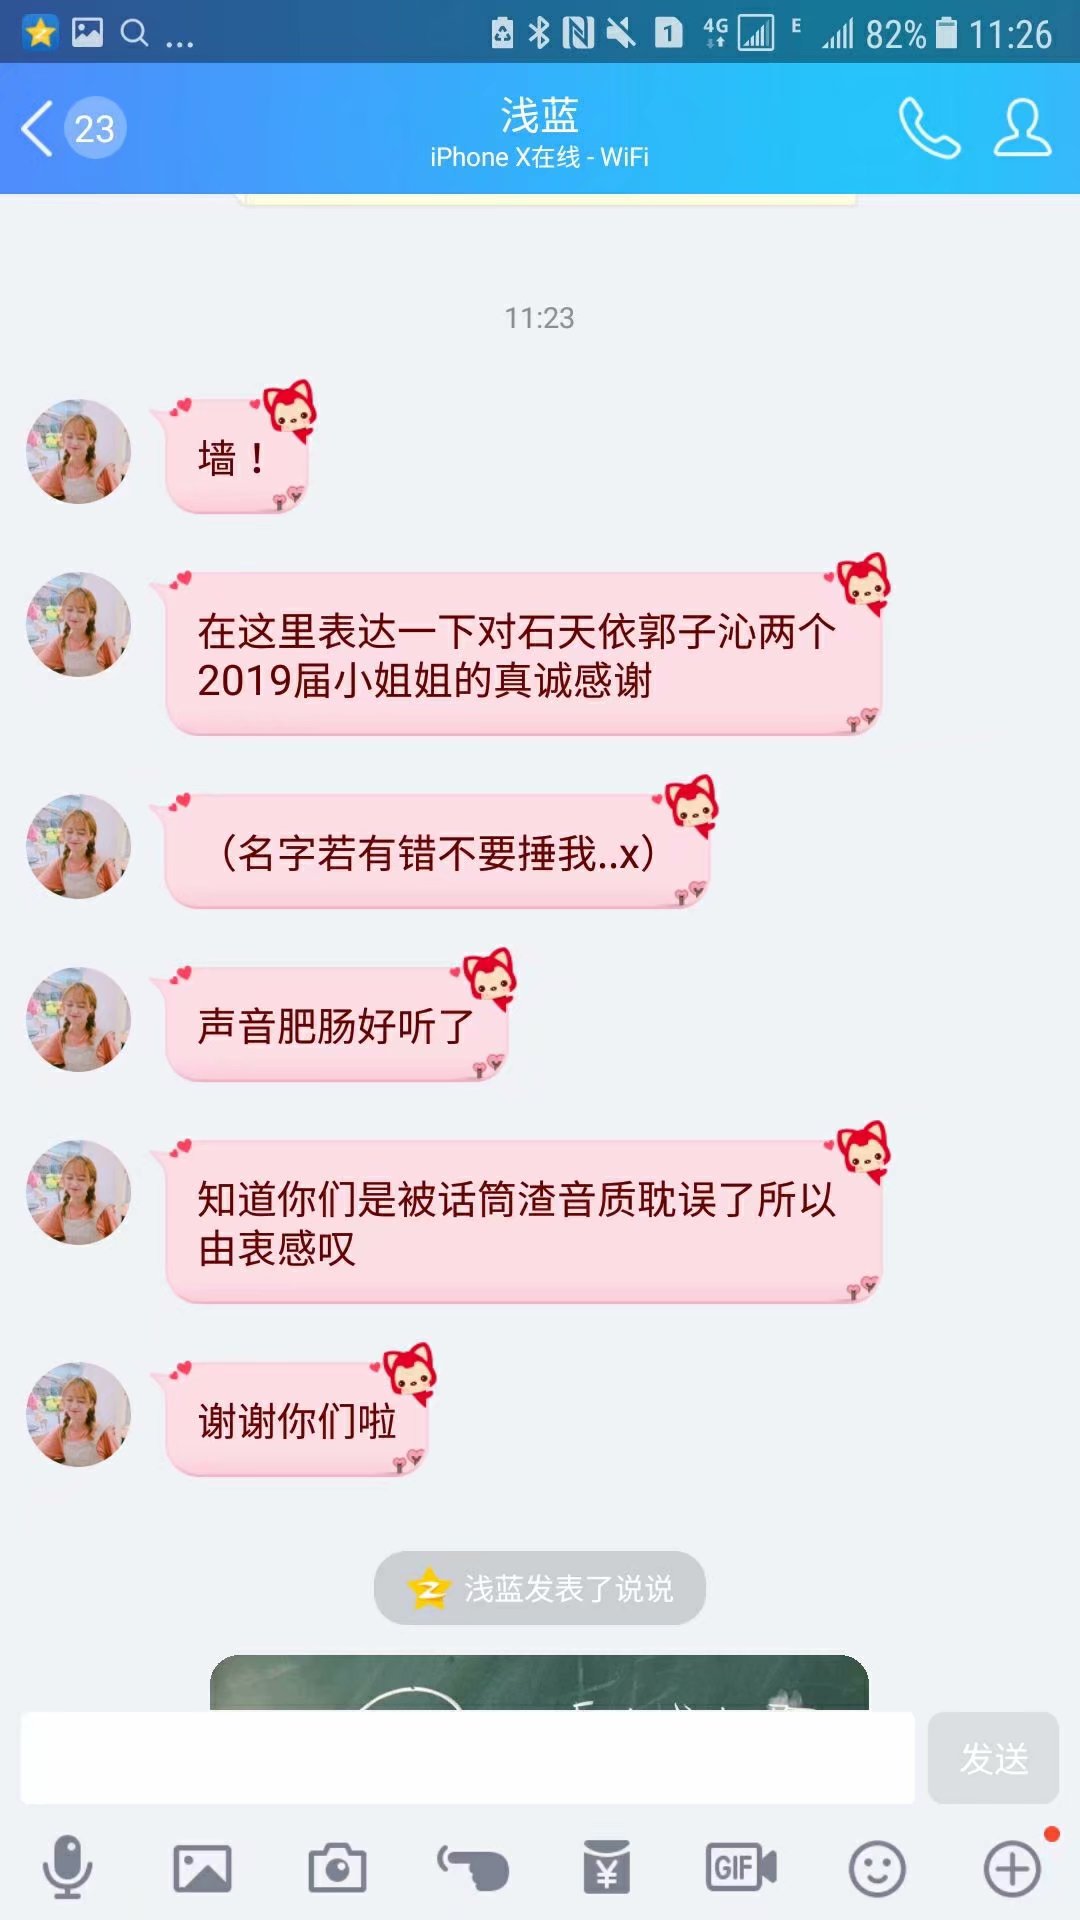 ... 1 4G E 82% 11:26
23
浅蓝
iPhone X在线 - WiFi
11:23
墙！
在这里表达一下对石天依郭子沁两个
2019届小姐姐的真诚感谢
（名字若有错不要捶我..x）
声音肥肠好听了
知道你们是被话筒渣音质耽误了所以
由衷感叹
谢谢你们啦
浅蓝发表了说说
发送
GIF